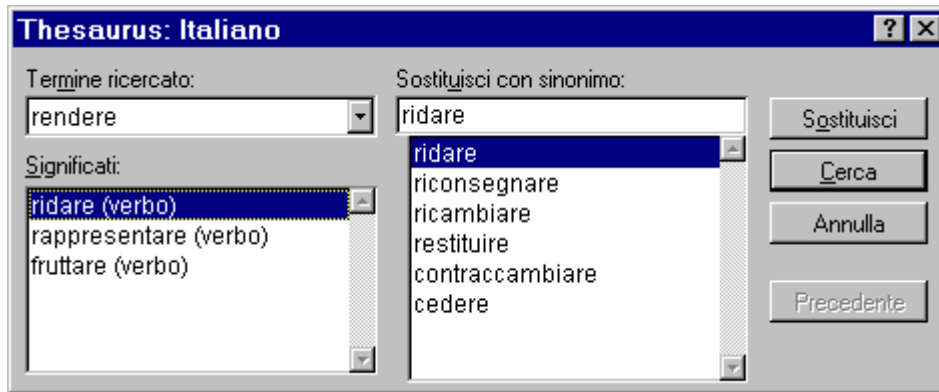 Thesaurus: Italiano
Termine ricercato:
rendere
Significati:
ridare (verbo)
rappresentare (verbo)
fruttare (verbo)
Sostituisci con sinonimo:
ridare
ridare
riconsegnare
ricambiare
restituire
contraccambiare
cedere
Sostituisci
Cerca
Annulla
Precedente